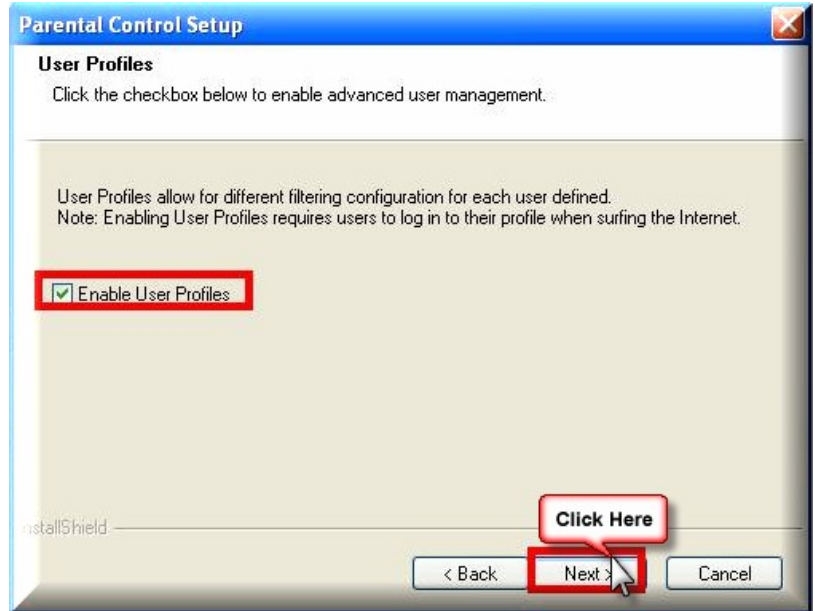 Parental Control Setup
User Profiles
Click the checkbox below to enable advanced user management.
User Profiles allow for different filtering configuration for each user defined.
Note: Enabling User Profiles requires users to log in to their profile when surfing the Internet.
Enable User Profiles
Click Here
nstallShield
< Back Next > Cancel